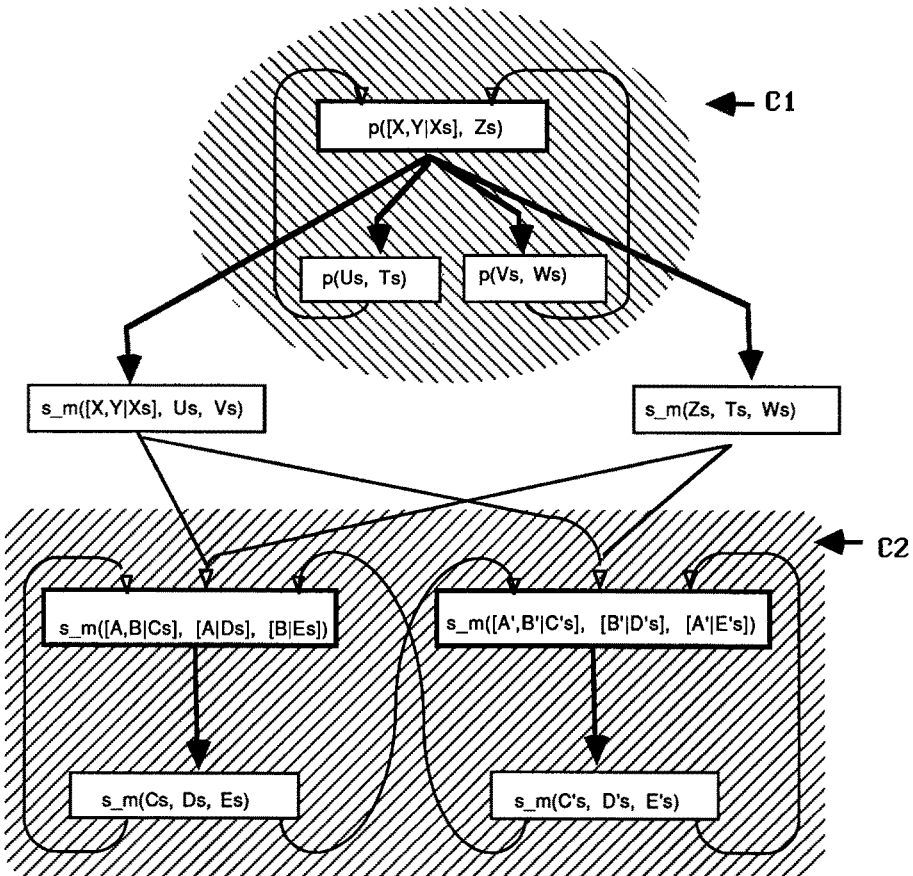 C1
p([X,Y|Xs], Zs)
p(Us, Ts)
p(Vs, Ws)
s_m([X,Y|Xs], Us, Vs)
s_m(Zs, Ts, Ws)
C2
s_m([A,B|Cs], [A|Ds], [B|Es])
s_m([A',B'|C's], [B'|D's], [A'|E's])
s_m(Cs, Ds, Es)
s_m(C's, D's, E's)